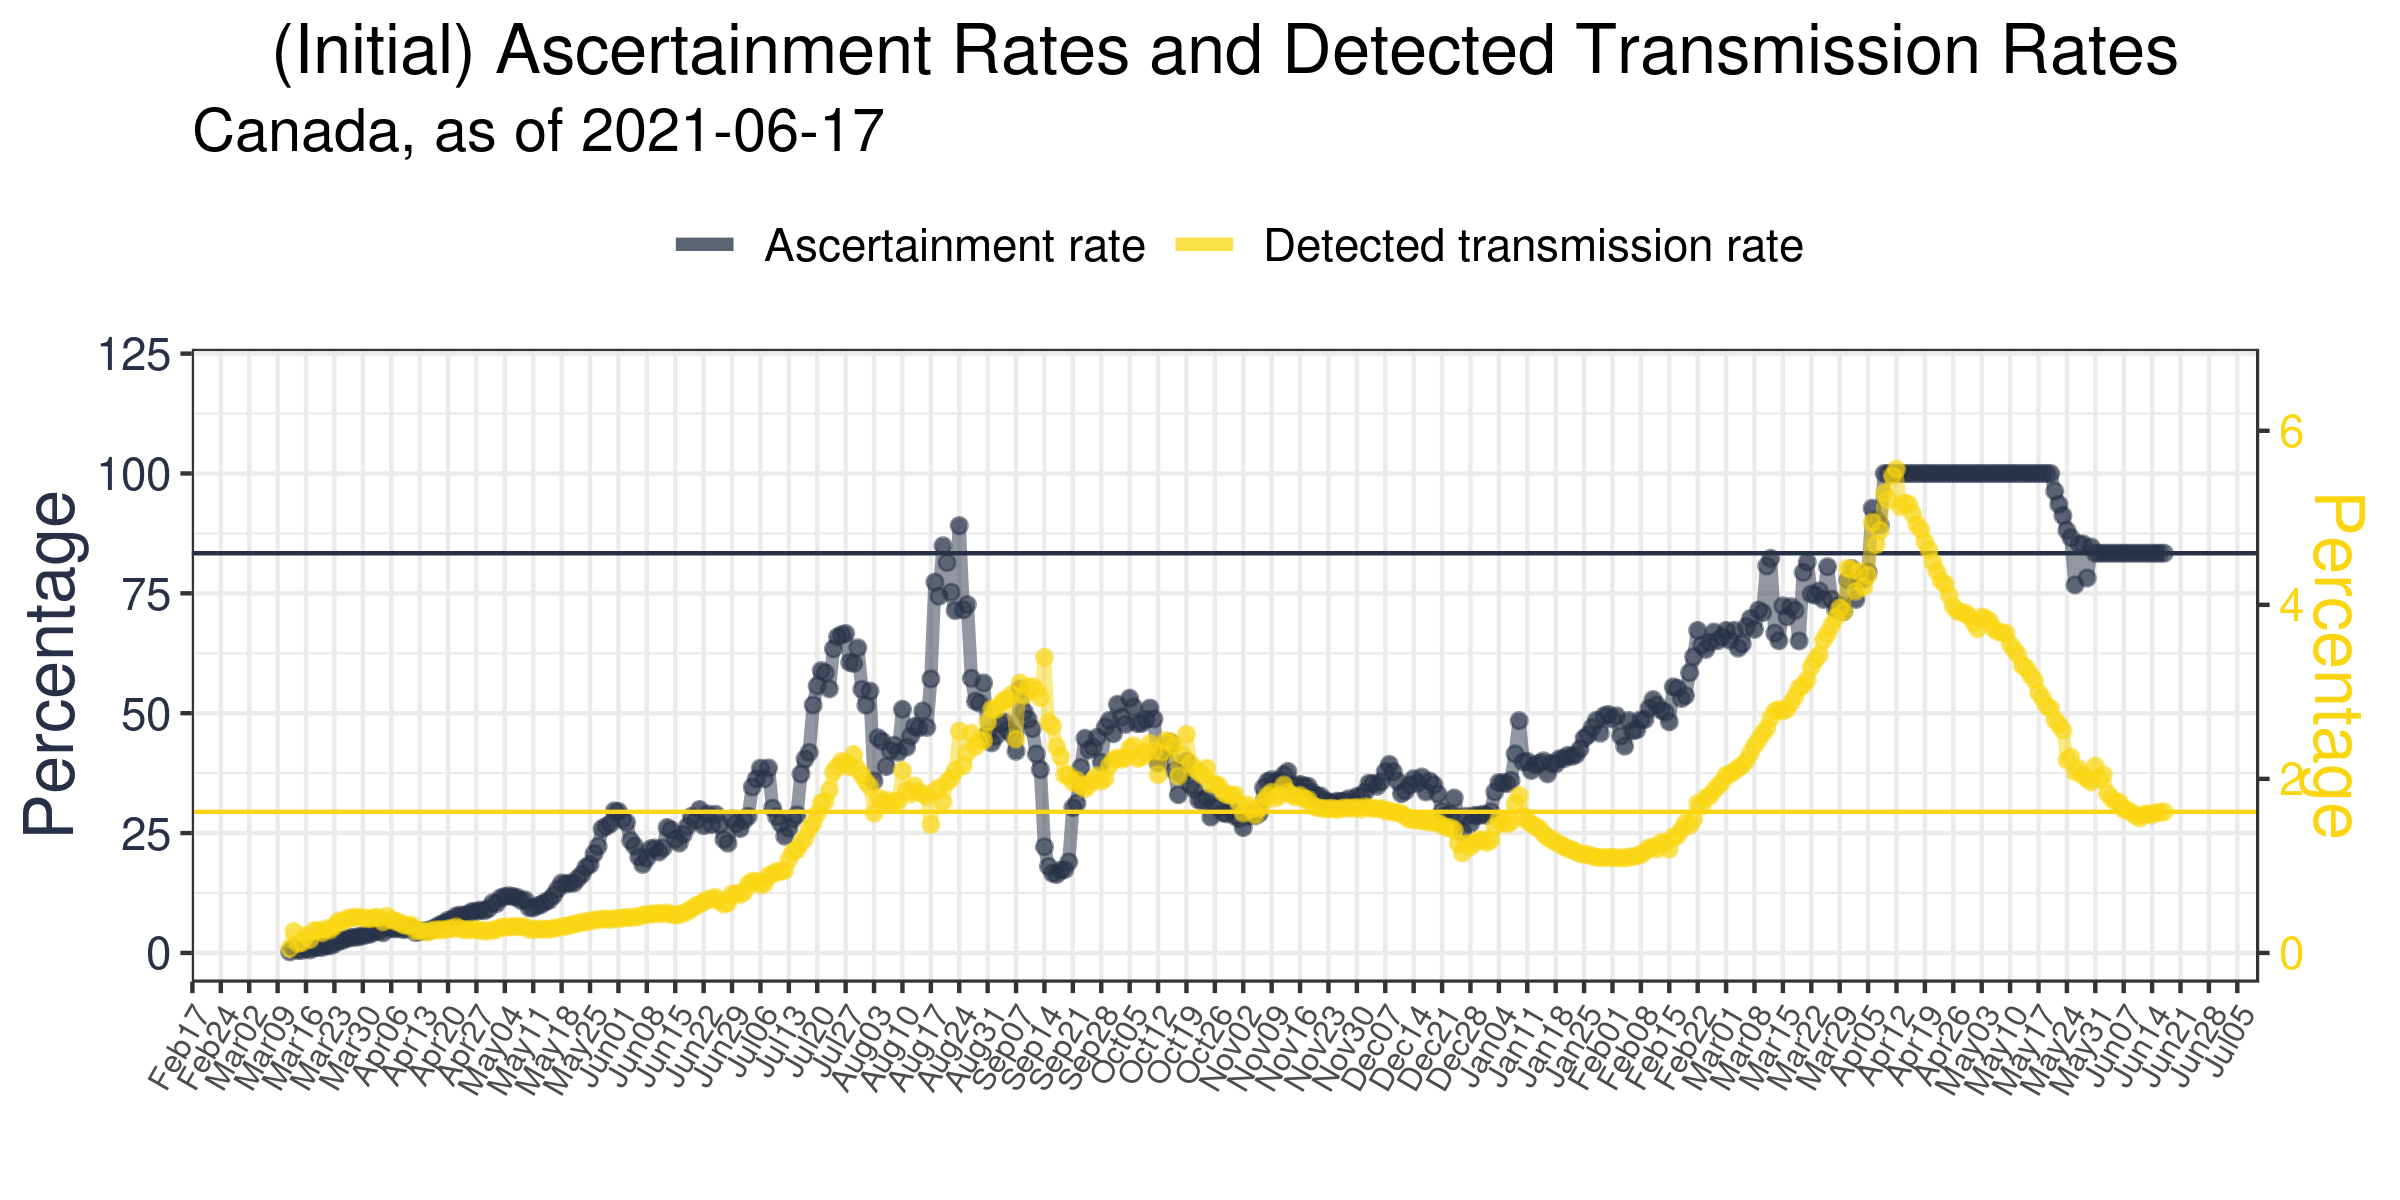 (Initial) Ascertainment Rates and Detected Transmission Rates
Canada, as of 2021-06-17
Ascertainment rate
Detected transmission rate
Percentage
125
100
75
50
25
0
6
4
2
0
Percentage
Feb17
Feb24
Mar02
Mar09
Mar16
Mar23
Mar30
Apr06
Apr13
Apr20
Apr27
May04
May11
May18
May25
Jun01
Jun08
Jun15
Jun22
Jun29
Jul06
Jul13
Jul20
Jul27
Aug03
Aug10
Aug17
Aug24
Aug31
Sep07
Sep14
Sep21
Sep28
Oct05
Oct12
Oct19
Oct26
Nov02
Nov09
Nov16
Nov23
Nov30
Dec07
Dec14
Dec21
Dec28
Jan04
Jan11
Jan18
Jan25
Feb01
Feb08
Feb15
Feb22
Mar01
Mar08
Mar15
Mar22
Mar29
Apr05
Apr12
Apr19
Apr26
May03
May10
May17
May24
May31
Jun07
Jun14
Jun21
Jun28
Jul05